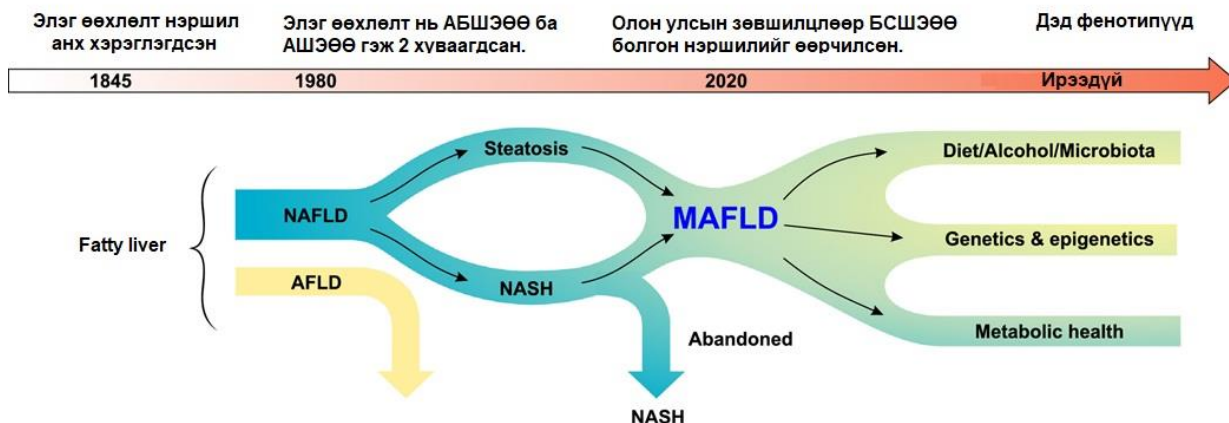 Элэг өөхлөлт нэршил
анх хэрэглэгдсэн
Элэг өөхлөлт нь АБШЭӨӨ ба
АШЭӨӨ гэж 2 хуваагдсан.
Олон улсын зөвшилцлөөр БСШЭӨӨ
болгон нэршилийг өөрчилсөн.
Дэд фенотипүүд
1845
1980
2020
Ирээдүй
Fatty liver
NAFLD
AFLD
Steatosis
NASH
MAFLD
Abandoned
NASH
Diet/Alcohol/Microbiota
Genetics & epigenetics
Metabolic health